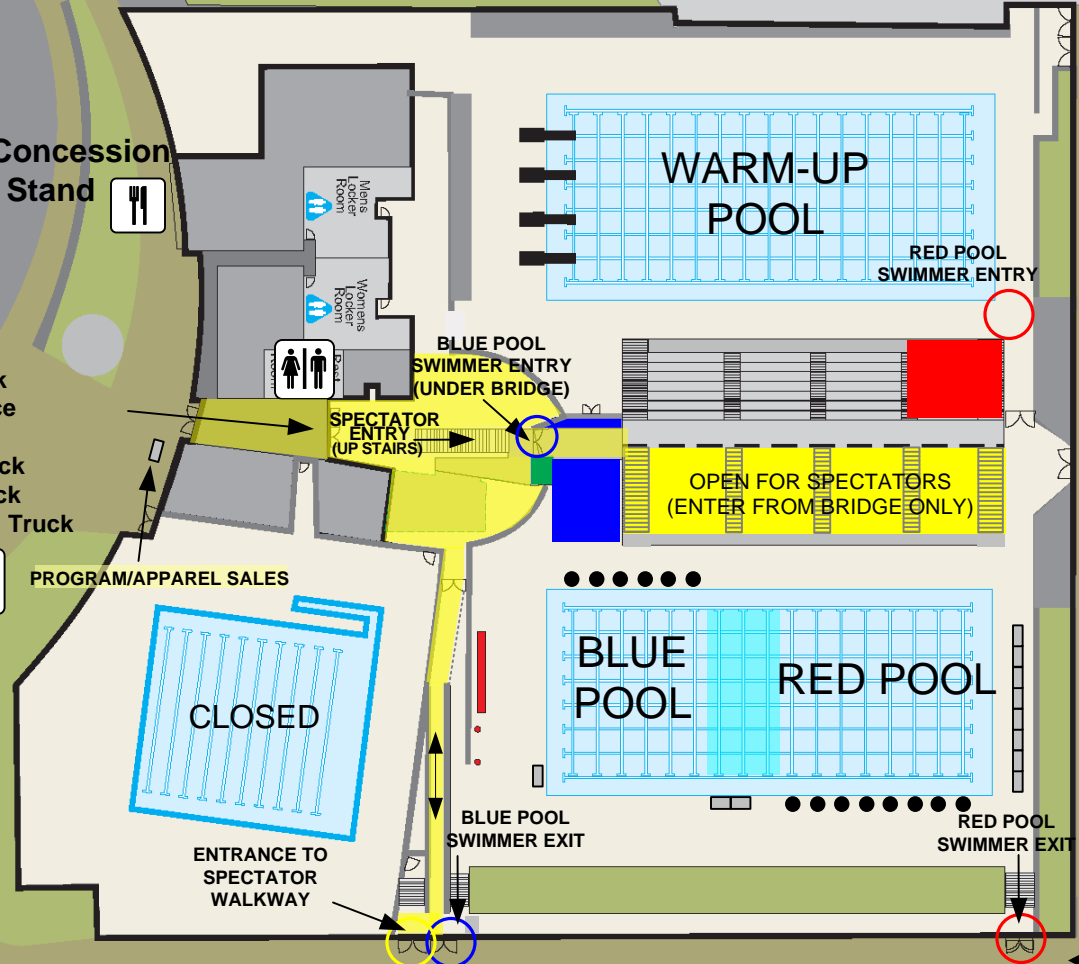 Concession
Stand
WARM-UP
POOL
RED POOL
SWIMMER ENTRY
Mens
Locker
Room
Womens
Locker
Room
BLUE POOL
SWIMMER ENTRY
(UNDER BRIDGE)
SPECTATOR
ENTRY
(UP STAIRS)
OPEN FOR SPECTATORS
(ENTER FROM BRIDGE ONLY)
Truck
PROGRAM/APPAREL SALES
BLUE
POOL
RED POOL
CLOSED
BLUE POOL
SWIMMER EXIT
RED POOL
SWIMMER EXIT
ENTRANCE TO
SPECTATOR
WALKWAY